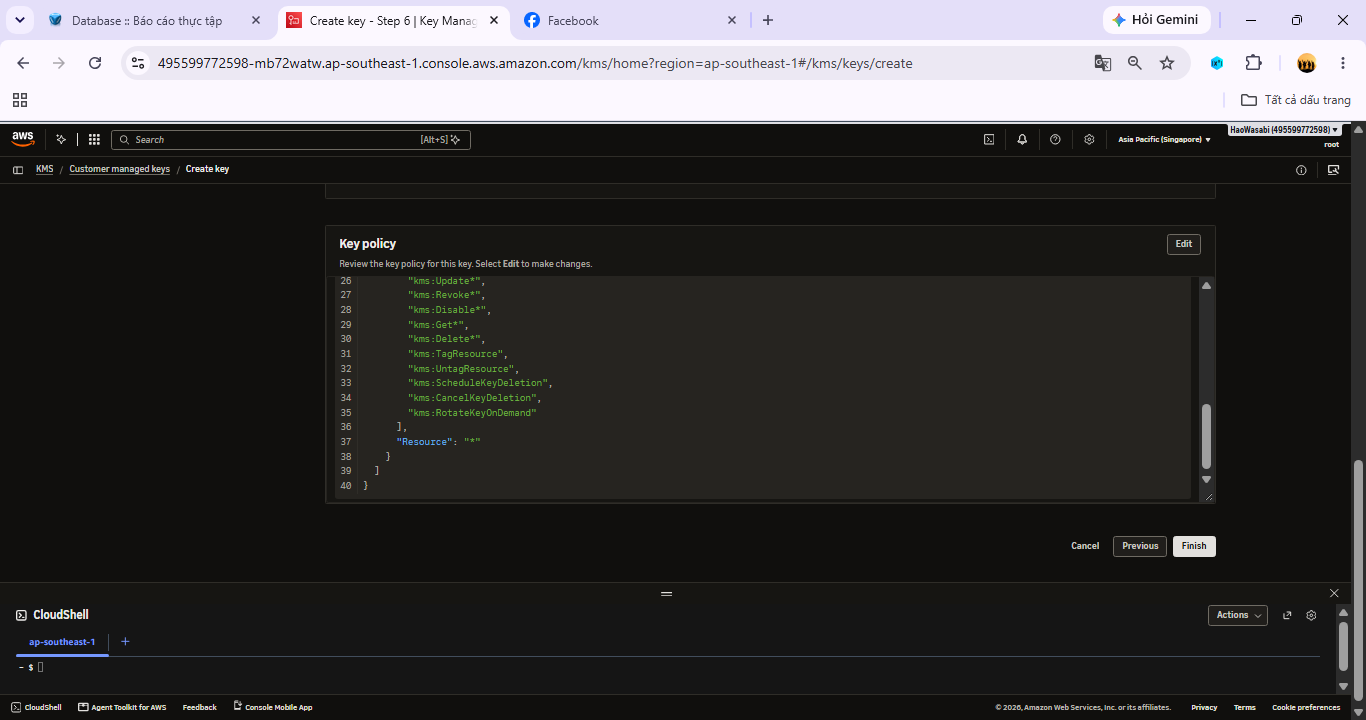 Database :: Báo cáo thực tập
Create key - Step 6 | Key Manag
Facebook
Hỏi Gemini
495599772598-mb72watw.ap-southeast-1.console.aws.amazon.com/kms/home?region=ap-southeast-1#/kms/keys/create
Tất cả dấu trang
aws
Search
[Alt+S]
Asia Pacific (Singapore)
HaoWasabi (495599772598)
root
KMS / Customer managed keys / Create key
Key policy
Edit
Review the key policy for this key. Select Edit to make changes.
26 "kms:Update*",
27 "kms:Revoke*",
28 "kms:Disable*",
29 "kms:Get*",
30 "kms:Delete*",
31 "kms:TagResource",
32 "kms:UntagResource",
33 "kms:ScheduleKeyDeletion",
34 "kms:CancelKeyDeletion",
35 "kms:RotateKeyOnDemand"
36 ],
37 "Resource": "*"
38 }
39 ]
40 }
Cancel
Previous
Finish
CloudShell
Actions
ap-southeast-1
~ $
CloudShell
Agent Toolkit for AWS
Feedback
Console Mobile App
© 2026, Amazon Web Services, Inc. or its affiliates.
Privacy
Terms
Cookie preferences